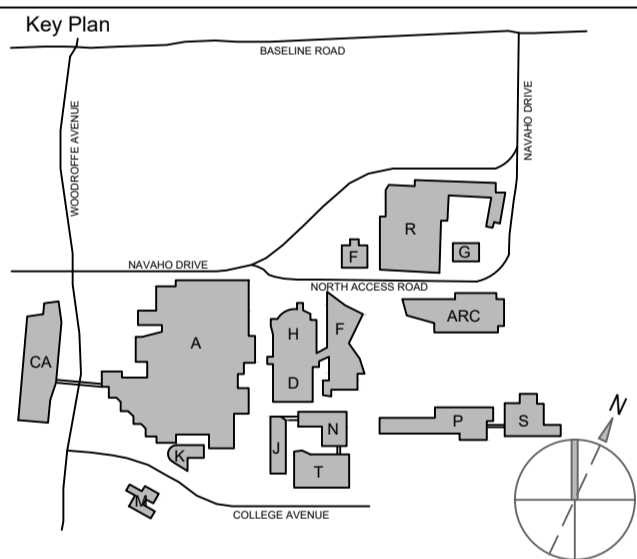 Key Plan
BASELINE ROAD
WOODROFFE AVENUE
NAVAHO DRIVE
R
F
G
NAVAHO DRIVE
NORTH ACCESS ROAD
CA
A
H
F
D
ARC
J
N
T
P
S
K
M
COLLEGE AVENUE
N